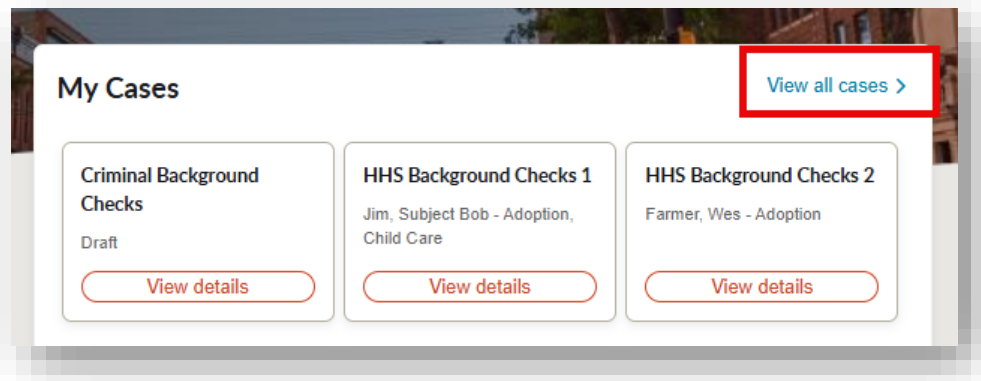 My Cases
View all cases >
Criminal Background
Checks
Draft
View details
HHS Background Checks 1
Jim, Subject Bob - Adoption,
Child Care
View details
HHS Background Checks 2
Farmer, Wes - Adoption
View details